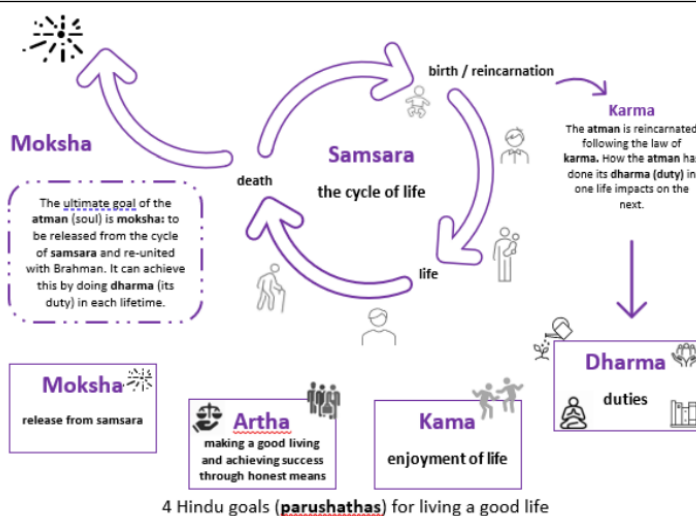 birth / reincarnation
Karma
The atman is reincarnated
following the law of
karma. How the atman has
done its dharma (duty) in
one life impacts on the
next.
Moksha
Samsara
the cycle of life
death
life
The ultimate goal of the
atman (soul) is moksha: to
be released from the cycle
of samsara and re-united
with Brahman. It can achieve
this by doing dharma (its
duty) in each lifetime.
Moksha
release from samsara
Artha
making a good living
and achieving success
through honest means
Kama
enjoyment of life
Dharma
duties
4 Hindu goals (parushathas) for living a good life